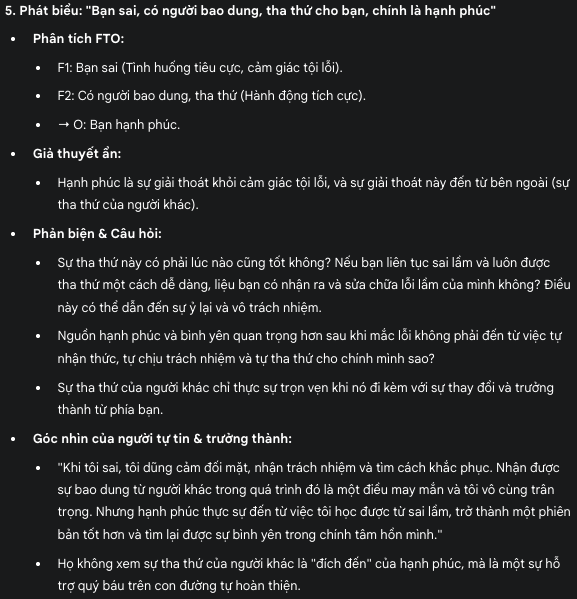 5. Phát biểu: "Bạn sai, có người bao dung, tha thứ cho bạn, chính là hạnh phúc"
• Phân tích FTO:
• F1: Bạn sai (Tình huống tiêu cực, cảm giác tội lỗi).
• F2: Có người bao dung, tha thứ (Hành động tích cực).
• → O: Bạn hạnh phúc.
• Giả thuyết ẩn:
• Hạnh phúc là sự giải thoát khỏi cảm giác tội lỗi, và sự giải thoát này đến từ bên ngoài (sự
tha thứ của người khác).
• Phản biện & Câu hỏi:
• Sự tha thứ này có phải lúc nào cũng tốt không? Nếu bạn liên tục sai lầm và luôn được
tha thứ một cách dễ dàng, liệu bạn có nhận ra và sửa chữa lỗi lầm của mình không? Điều
này có thể dẫn đến sự ỷ lại và vô trách nhiệm.
• Nguồn hạnh phúc và bình yên quan trọng hơn sau khi mắc lỗi không phải đến từ việc tự
nhận thức, tự chịu trách nhiệm và tự tha thứ cho chính mình sao?
• Sự tha thứ của người khác chỉ thực sự trọn vẹn khi nó đi kèm với sự thay đổi và trưởng
thành từ phía bạn.
• Góc nhìn của người tự tin & trưởng thành:
• "Khi tôi sai, tôi dũng cảm đối mặt, nhận trách nhiệm và tìm cách khắc phục. Nhận được
sự bao dung từ người khác trong quá trình đó là một điều may mắn và tôi vô cùng trân
trọng. Nhưng hạnh phúc thực sự đến từ việc tôi học được từ sai lầm, trở thành một phiên
bản tốt hơn và tìm lại được sự bình yên trong chính tâm hồn mình."
• Họ không xem sự tha thứ của người khác là "đích đến" của hạnh phúc, mà là một sự hỗ
trợ quý báu trên con đường tự hoàn thiện.